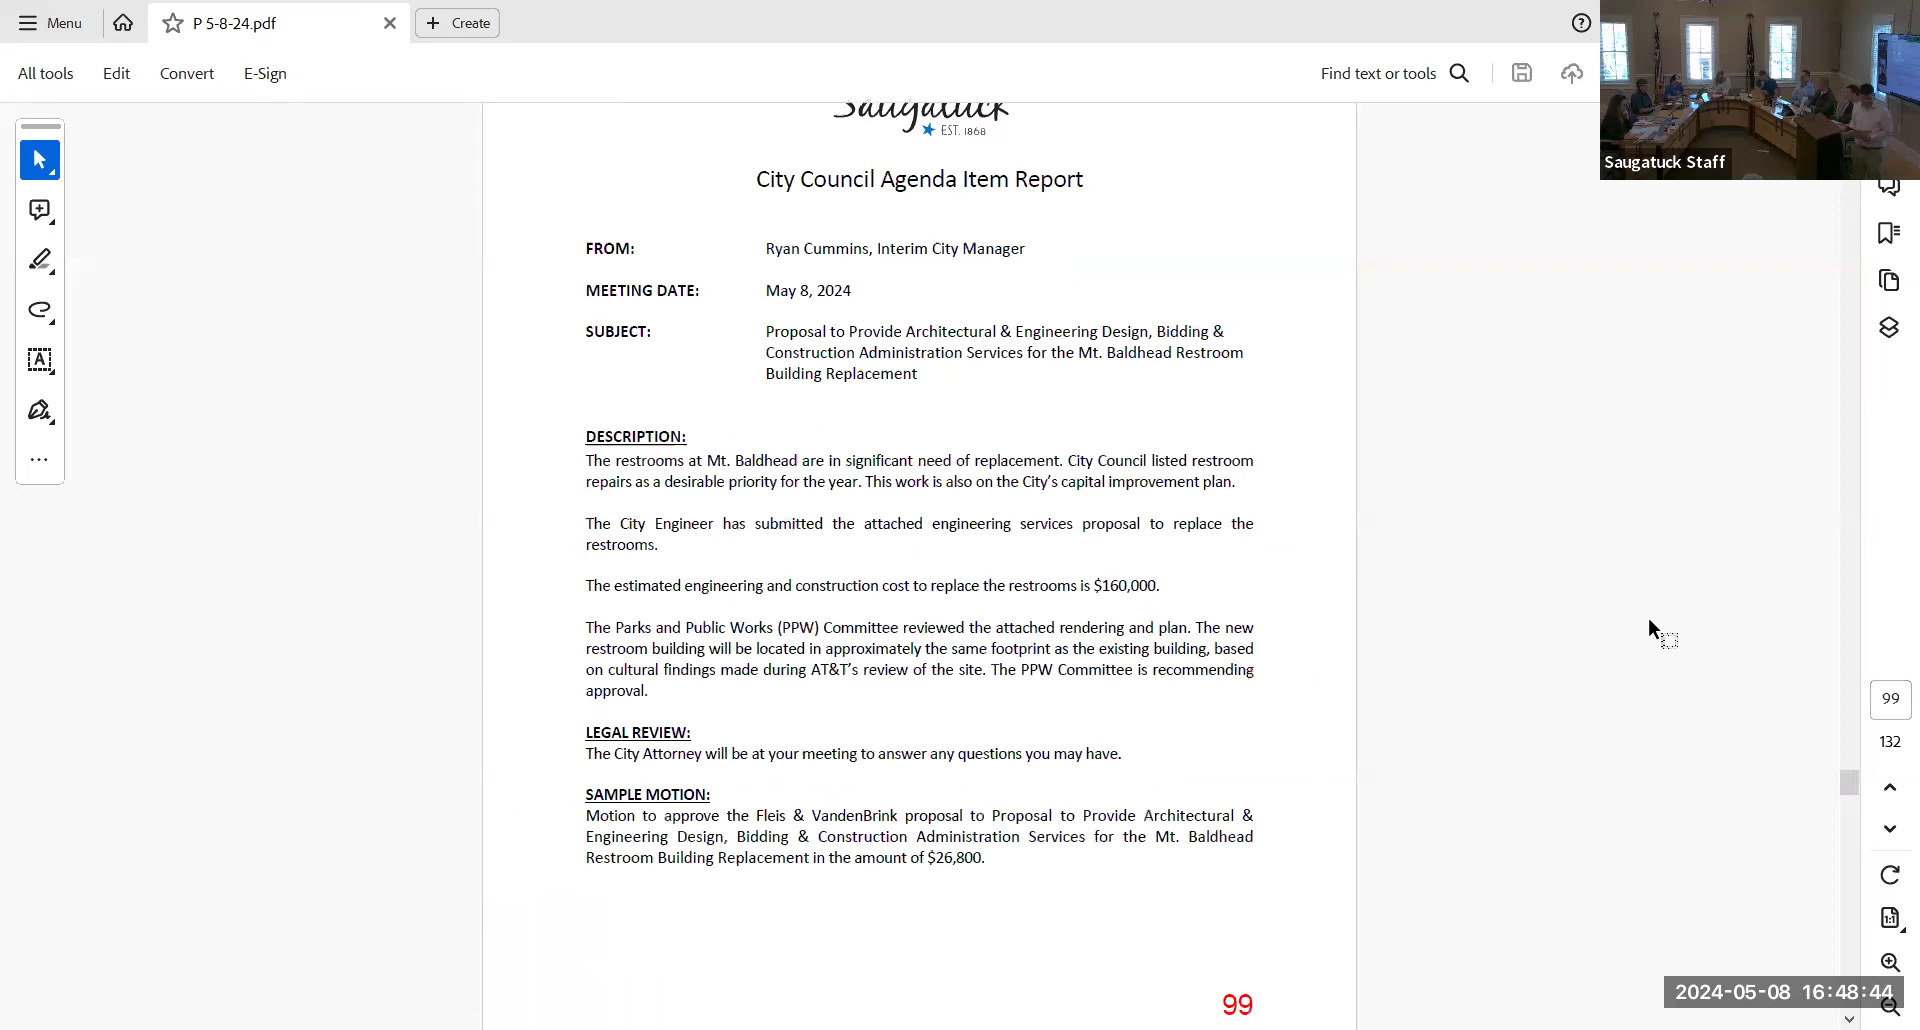 Menu
P 5-8-24.pdf
Create
All tools
Edit
Convert
E-Sign
Find text or tools
Saugatuck Staff
Saugatuck
EST. 1868
City Council Agenda Item Report
FROM: Ryan Cummins, Interim City Manager
MEETING DATE: May 8, 2024
SUBJECT: Proposal to Provide Architectural & Engineering Design, Bidding &
Construction Administration Services for the Mt. Baldhead Restroom
Building Replacement
DESCRIPTION:
The restrooms at Mt. Baldhead are in significant need of replacement. City Council listed restroom
repairs as a desirable priority for the year. This work is also on the City's capital improvement plan.
The City Engineer has submitted the attached engineering services proposal to replace the
restrooms.
The estimated engineering and construction cost to replace the restrooms is $160,000.
The Parks and Public Works (PPW) Committee reviewed the attached rendering and plan. The new
restroom building will be located in approximately the same footprint as the existing building, based
on cultural findings made during AT&T's review of the site. The PPW Committee is recommending
approval.
LEGAL REVIEW:
The City Attorney will be at your meeting to answer any questions you may have.
SAMPLE MOTION:
Motion to approve the Fleis & VandenBrink proposal to Proposal to Provide Architectural &
Engineering Design, Bidding & Construction Administration Services for the Mt. Baldhead
Restroom Building Replacement in the amount of $26,800.
99
99
132
2024-05-08 16:48:44